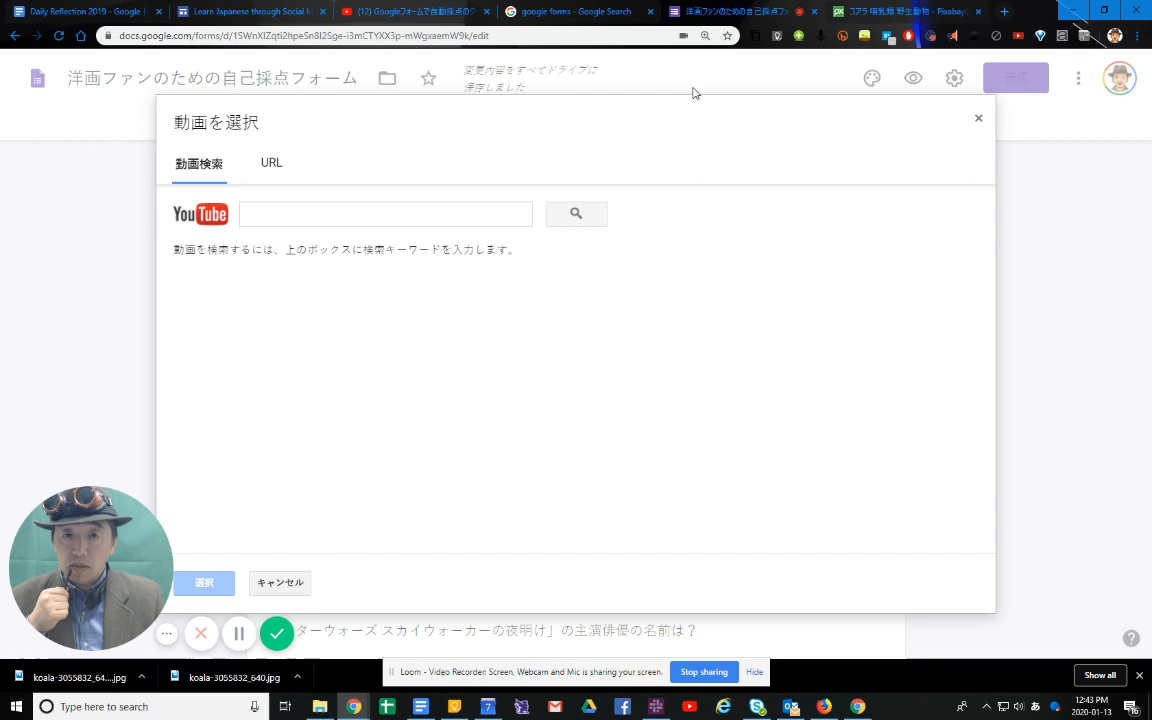 Daily Reflection 2019 - Google F
Learn Japanese through Social M
(12) Googleフォームで自動採点のク
google forms - Google Search
洋画ファンのための自己採点フォ
コアラ 哺乳類 野生動物 - Pixabay
docs.google.com/forms/d/1SWnXIZqti2hpeSn8I2Sge-i3mCTYXX3p-mWgxaemW9k/edit
洋画ファンのための自己採点フォーム
変更内容をすべてドライブに
保存しました
送信
動画を選択
動画検索
URL
YouTube
動画を検索するには、上のボックスに検索キーワードを入力します。
選択
キャンセル
ターウォーズ スカイウォーカーの夜明け」の主演俳優の名前は？
koala-3055832_64....jpg
koala-3055832_640.jpg
Loom - Video Recorder: Screen, Webcam and Mic is sharing your screen.
Stop sharing
Hide
Show all
Type here to search
あ
12:43 PM
2020-01-13
16